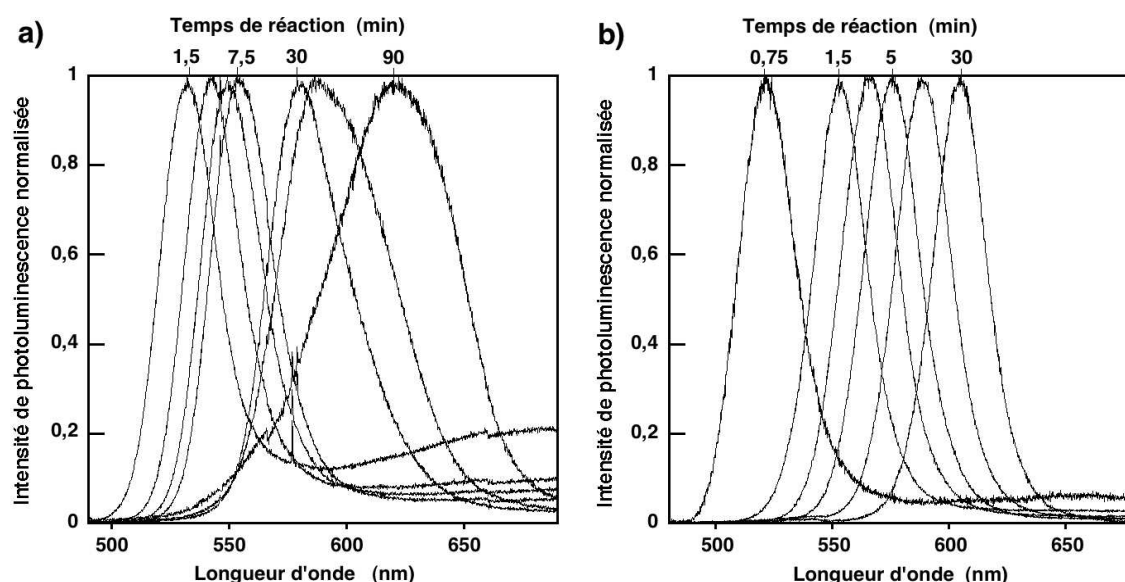 a)
Temps de réaction (min)
1,5 7,5 30 90
1
0,8
0,6
0,4
0,2
0
Intensité de photoluminescence normalisée
500 550 600 650
Longueur d'onde (nm)
b)
Temps de réaction (min)
0,75 1,5 5 30
1
0,8
0,6
0,4
0,2
0
Intensité de photoluminescence normalisée
500 550 600 650
Longueur d'onde (nm)